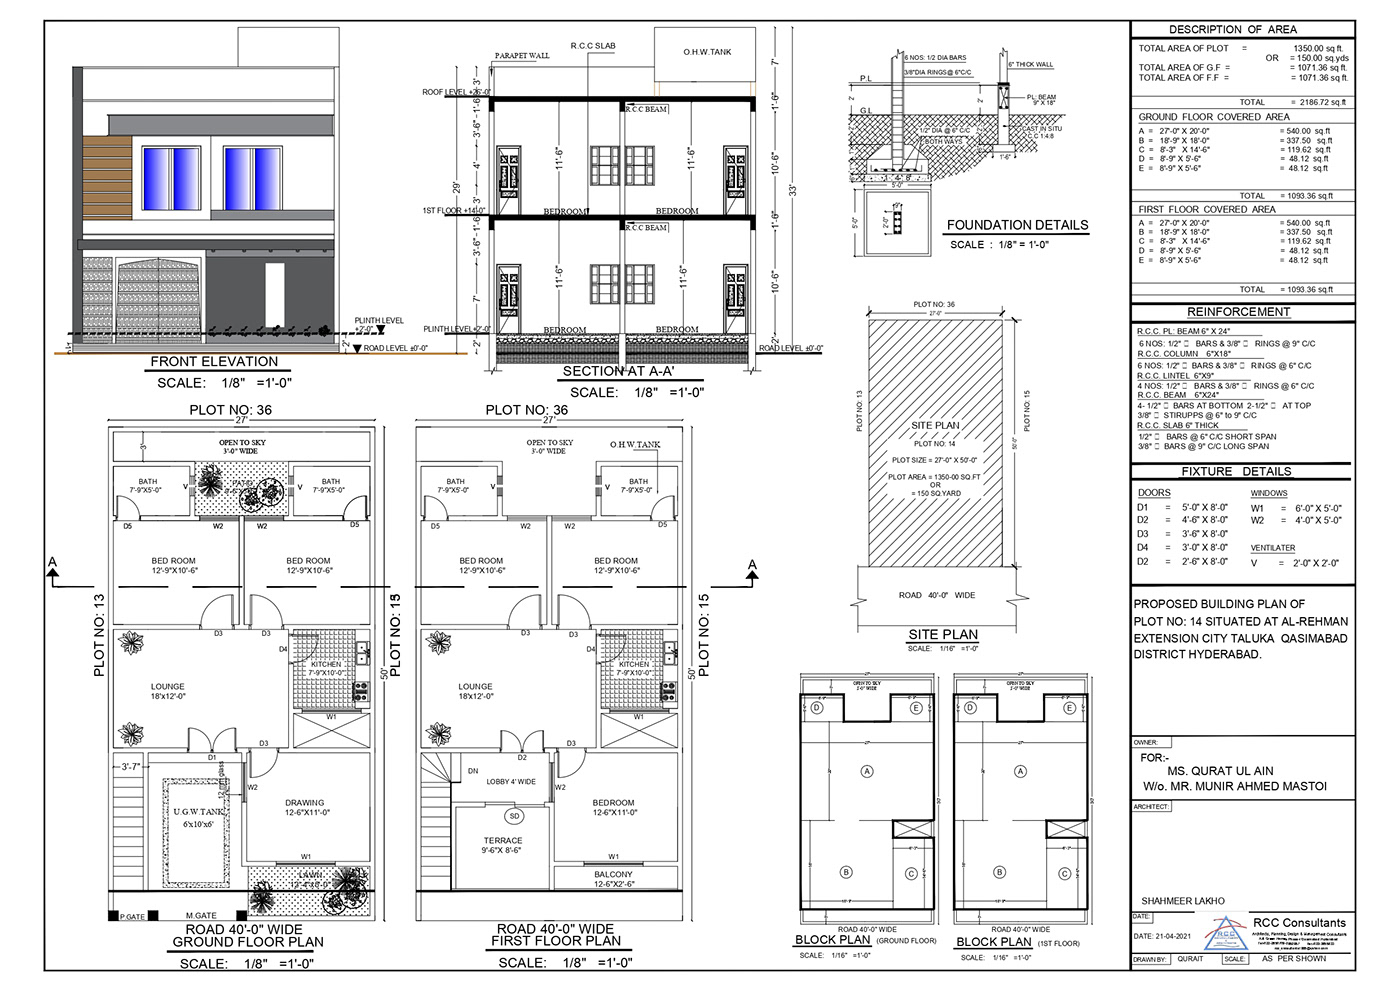 PARAPET WALL
R.C.C SLAB
O.H.W.TANK
ROOF LEVEL +26'-0"
R.C.C BEAM
11'-6"
11'-6"
BEDROOM
BEDROOM
1ST FLOOR +14'-0"
R.C.C BEAM
11'-6"
11'-6"
BEDROOM
BEDROOM
29'
33'
7'
1'-6"
10'-6"
1'-6"
10'-6"
2'
3'
1'-6"
3'-6"
4'
3'-6"
7'
2'
PLINTH LEVEL
+2'-0"
ROAD LEVEL ±0'-0"
2'
PLINTH LEVEL +2'-0"
ROAD LEVEL ±0'-0"
FRONT ELEVATION
SCALE: 1/8" =1'-0"
SECTION AT A-A'
SCALE: 1/8" =1'-0"
6 NOS: 1/2 DIA BARS
3/8"DIA RINGS@ 6"C/C
P.L
G.L
6" THICK WALL
PL: BEAM
9" X 18"
1/2" DIA @ 6" C/C
BOTH WAYS
CAST IN SITU
C.C 1:4:8
1'-6"
5'-0"
5'-0"
9"
FOUNDATION DETAILS
SCALE : 1/8" = 1'-0"
PLOT NO: 36
27'-0"
PLOT NO: 13
PLOT NO: 15
50'-0"
SITE PLAN
PLOT NO: 14
PLOT SIZE = 27'-0" X 50'-0"
PLOT AREA = 1350-00 SQ.FT
OR
= 150 SQ.YARD
ROAD 40'-0" WIDE
SITE PLAN
SCALE: 1/16" =1'-0"
PLOT NO: 36
27'
3'
OPEN TO SKY
3'-0" WIDE
BATH
7'-9"X5'-0"
PATIO
V
V
BATH
7'-9"X5'-0"
D5
W2
W2
D5
BED ROOM
12'-9"X10'-6"
BED ROOM
12'-9"X10'-6"
A
PLOT NO: 13
D3
D3
D4
KITCHEN
7'-9"X10'-0"
LOUNGE
18'x12'-0"
50'
W1
D3
D1
3'-7"
12 mm glass
W2
U.G.W.TANK
6'x10'x6'
DRAWING
12-6"X11'-0"
W1
LAWN
12'-4"X6'-0"
P.GATE
M.GATE
ROAD 40'-0" WIDE
GROUND FLOOR PLAN
SCALE: 1/8" =1'-0"
PLOT NO: 36
27'
OPEN TO SKY
3'-0" WIDE
O.H.W.TANK
BATH
7'-9"X5'-0"
V
V
BATH
7'-9"X5'-0"
D5
W2
W2
D5
BED ROOM
12'-9"X10'-6"
BED ROOM
12'-9"X10'-6"
A
PLOT NO: 15
D3
D3
D4
KITCHEN
7'-9"X10'-0"
LOUNGE
18'x12'-0"
50'
W1
D2
D3
DN
LOBBY 4' WIDE
W2
SD
BEDROOM
12-6"X11'-0"
TERRACE
9'-6"X 8'-6"
W1
BALCONY
12-6"X2'-6"
ROAD 40'-0" WIDE
FIRST FLOOR PLAN
SCALE: 1/8" =1'-0"
OPEN TO SKY
D
E
27'
A
B
C
ROAD 40'-0" WIDE
BLOCK PLAN (GROUND FLOOR)
SCALE: 1/16" =1'-0"
OPEN TO SKY
D
E
27'
A
B
C
ROAD 40'-0" WIDE
BLOCK PLAN (1ST FLOOR)
SCALE: 1/16" =1'-0"
DESCRIPTION OF AREA
TOTAL AREA OF PLOT = 1350.00 sq ft.
OR = 150.00 sq.yds
TOTAL AREA OF G.F = = 1071.36 sq ft.
TOTAL AREA OF F.F = = 1071.36 sq.ft
TOTAL = 2186.72 sq.ft
GROUND FLOOR COVERED AREA
A = 27'-0" X 20'-0" = 540.00 sq.ft
B = 18'-9" X 18'-0" = 337.50 sq.ft
C = 8'-3" X 14'-6" = 119.62 sq.ft
D = 8'-9" X 5'-6" = 48.12 sq.ft
E = 8'-9" X 5'-6" = 48.12 sq.ft
TOTAL = 1093.36 sq.ft
FIRST FLOOR COVERED AREA
A = 27'-0" X 20'-0" = 540.00 sq.ft
B = 18'-9" X 18'-0" = 337.50 sq.ft
C = 8'-3" X 14'-6" = 119.62 sq.ft
D = 8'-9" X 5'-6" = 48.12 sq.ft
E = 8'-9" X 5'-6" = 48.12 sq.ft
TOTAL = 1093.36 sq.ft
REINFORCEMENT
R.C.C. PL: BEAM 6" X 24"
6 NOS: 1/2" □ BARS & 3/8" □ RINGS @ 9" C/C
R.C.C. COLUMN 6"X18"
6 NOS: 1/2" □ BARS & 3/8" □ RINGS @ 6" C/C
R.C.C. LINTEL 6"X9"
4 NOS: 1/2" □ BARS & 3/8" □ RINGS @ 6" C/C
R.C.C. BEAM 6"X24"
4- 1/2" □ BARS AT BOTTOM 2-1/2" □ AT TOP
3/8" □ STIRUPPS @ 6" to 9" C/C
R.C.C. SLAB 6" THICK
1/2" □ BARS @ 6" C/C SHORT SPAN
3/8" □ BARS @ 9" C/C LONG SPAN
FIXTURE DETAILS
DOORS
D1 = 5'-0" X 8'-0"
D2 = 4'-6" X 8'-0"
D3 = 3'-6" X 8'-0"
D4 = 3'-0" X 8'-0"
D2 = 2'-6" X 8'-0"
WINDOWS
W1 = 6'-0" X 5'-0"
W2 = 4'-0" X 5'-0"
VENTILATER
V = 2'-0" X 2'-0"
PROPOSED BUILDING PLAN OF
PLOT NO: 14 SITUATED AT AL-REHMAN
EXTENSION CITY TALUKA QASIMABAD
DISTRICT HYDERABAD.
OWNER:
FOR:-
MS. QURAT UL AIN
W/o. MR. MUNIR AHMED MASTOI
ARCHITECT:
SHAHMEER LAKHO
DATE:
DATE: 21-04-2021
RCC
RCC Consultants
Architects, Planning, Design & Management Consultants
DRAWN BY: QURAIT
SCALE: AS PER SHOWN